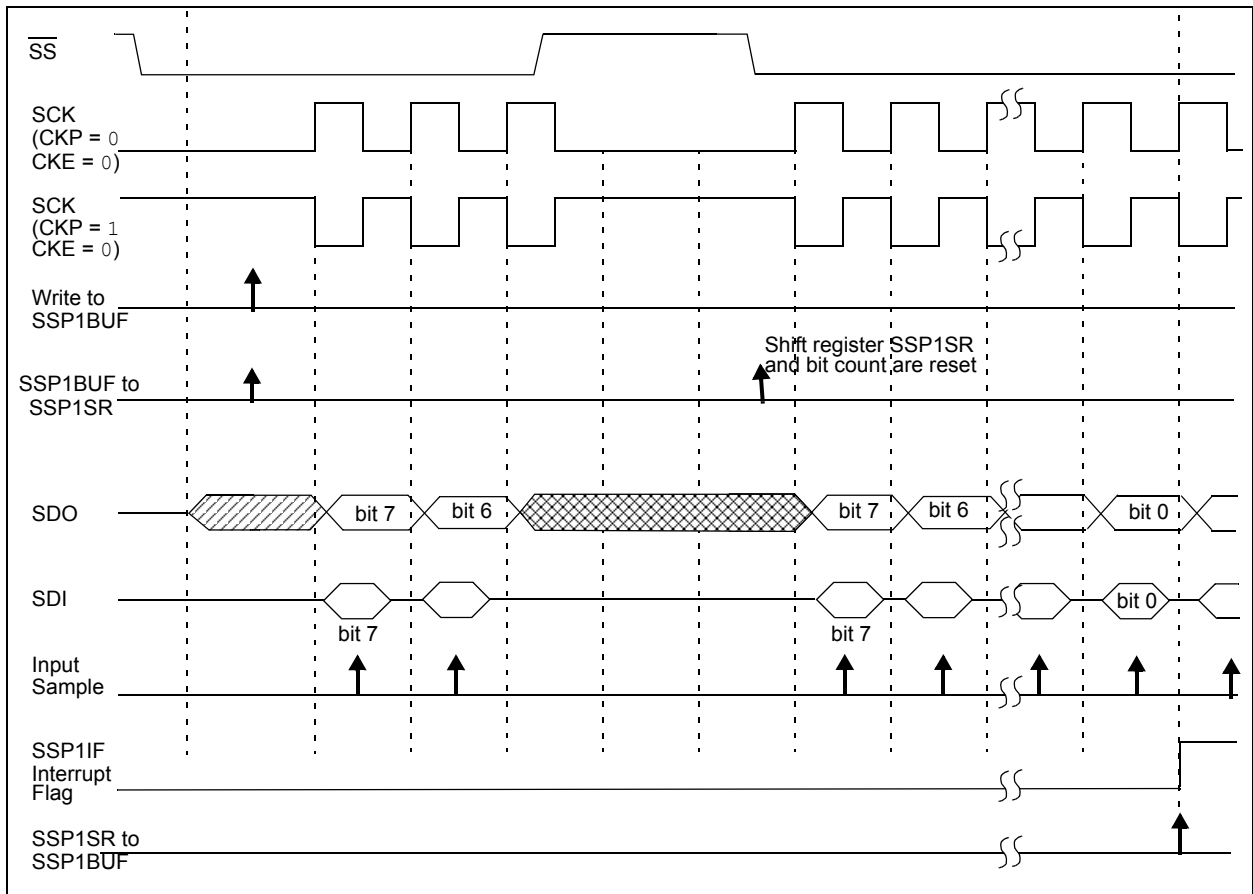 SS
SCK
(CKP = 0
CKE = 0)
SCK
(CKP = 1
CKE = 0)
Write to
SSP1BUF
Shift register SSP1SR
and bit count are reset
SSP1BUF to
SSP1SR
SDO
bit 7
bit 6
bit 7
bit 6
bit 0
SDI
bit 0
bit 7
bit 7
Input
Sample
SSP1IF
Interrupt
Flag
SSP1SR to
SSP1BUF